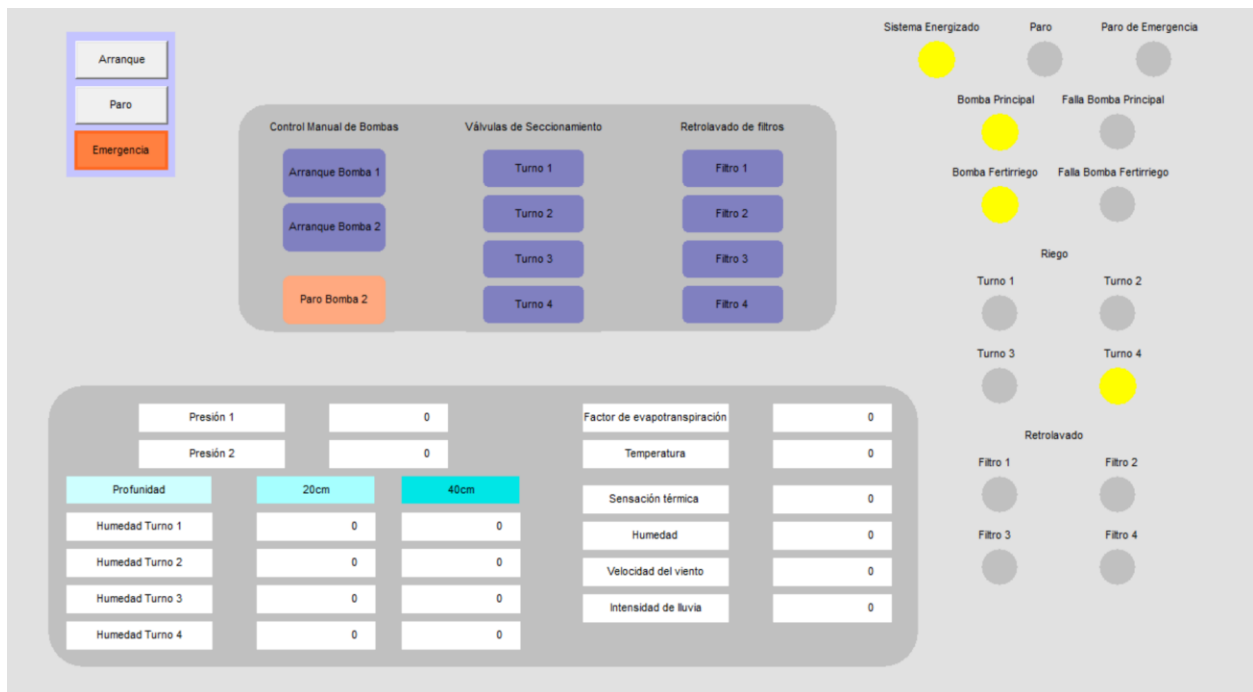 Sistema Energizado Paro Paro de Emergencia
Arranque
Paro
Emergencia
Bomba Principal Falla Bomba Principal
Control Manual de Bombas Válvulas de Seccionamiento Retrolavado de filtros
Arranque Bomba 1 Turno 1 Filtro 1
Bomba Fertirriego Falla Bomba Fertirriego
Arranque Bomba 2 Turno 2 Filtro 2
Turno 3 Filtro 3
Paro Bomba 2 Turno 4 Filtro 4
Riego
Turno 1 Turno 2
Turno 3 Turno 4
Retrolavado
Filtro 1 Filtro 2
Filtro 3 Filtro 4
Presión 1 0 Factor de evapotranspiración 0
Presión 2 0 Temperatura 0
Profunidad 20cm 40cm
Sensación térmica 0
Humedad Turno 1 0 0
Humedad 0
Humedad Turno 2 0 0
Velocidad del viento 0
Humedad Turno 3 0 0
Intensidad de lluvia 0
Humedad Turno 4 0 0